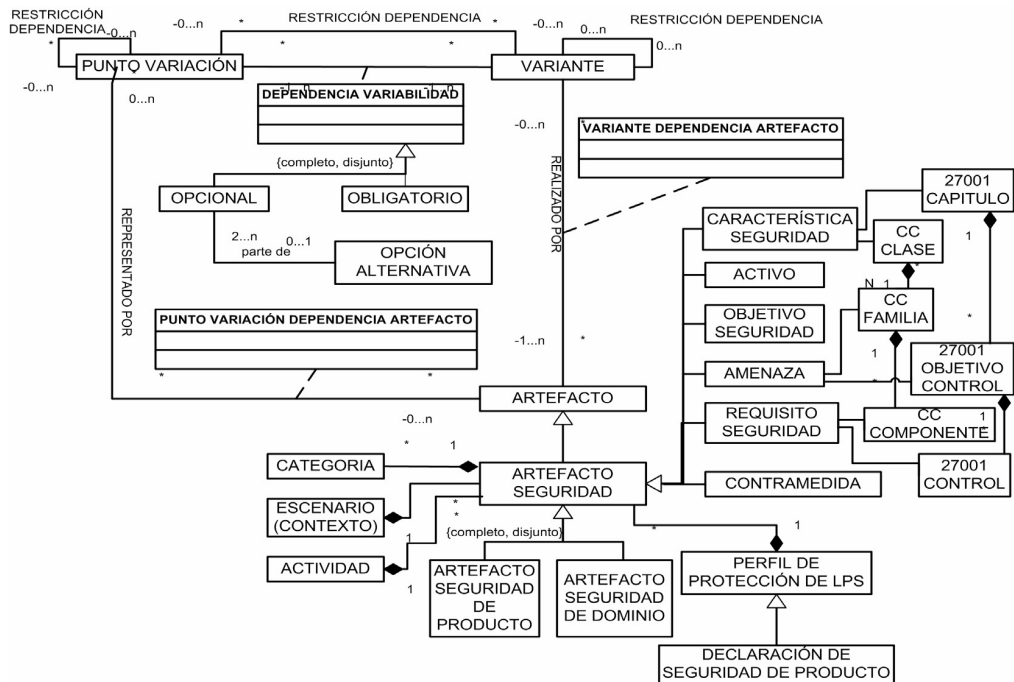 RESTRICCIÓN
DEPENDENCIA
RESTRICCIÓN DEPENDENCIA
RESTRICCIÓN DEPENDENCIA
-0...n
*
-0...n
*
-0...n
0...n
*
*
*
0...n
PUNTO VARIACIÓN
VARIANTE
-0...n
0...n
DEPENDENCIA VARIABILIDAD
-0...n
*
VARIANTE DEPENDENCIA ARTEFACTO
{completo, disjunto}
OPCIONAL
OBLIGATORIO
REPRESENTADO POR
REALIZADO POR
2...n
0...1
parte de
OPCIÓN
ALTERNATIVA
27001
CAPITULO
CARACTERÍSTICA
SEGURIDAD
1
CC
CLASE
*
ACTIVO
N
1
CC
FAMILIA
OBJETIVO
SEGURIDAD
*
PUNTO VARIACIÓN DEPENDENCIA ARTEFACTO
*
*
-1...n
*
1
27001
OBJETIVO
CONTROL
AMENAZA
*
ARTEFACTO
-0...n
REQUISITO
SEGURIDAD
CC
COMPONENTE
1
*
*
1
CATEGORIA
ARTEFACTO
SEGURIDAD
CONTRAMEDIDA
27001
CONTROL
ESCENARIO
(CONTEXTO)
*
*
1
{completo, disjunto}
*
1
ACTIVIDAD
1
ARTEFACTO
SEGURIDAD
DE
PRODUCTO
ARTEFACTO
SEGURIDAD
DE DOMINIO
PERFIL DE
PROTECCIÓN DE LPS
DECLARACIÓN DE
SEGURIDAD DE PRODUCTO